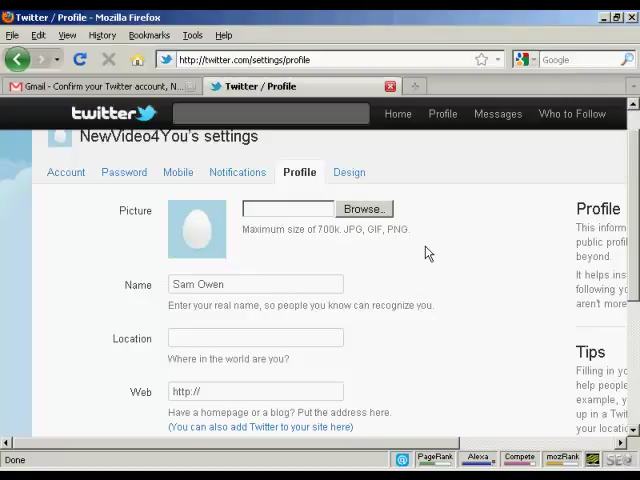 Twitter / Profile - Mozilla Firefox
File Edit View History Bookmarks Tools Help
http://twitter.com/settings/profile
Google
Gmail - Confirm your Twitter account, N...
Twitter / Profile
twitter
Home Profile Messages Who to Follow
NewVideo4You's settings
Account Password Mobile Notifications Profile Design
Picture
Browse..
Maximum size of 700k. JPG, GIF, PNG.
Name
Sam Owen
Enter your real name, so people you know can recognize you.
Location
Where in the world are you?
Web
http://
Have a homepage or a blog? Put the address here.
(You can also add Twitter to your site here)
Profile
This inform
public profil
beyond.
It helps ins
following yo
aren't more
Tips
Filling in yo
help people
example, y
up in a Twit
your locatio
Done
PageRank
Alexa
Compete
mozRank
SEO